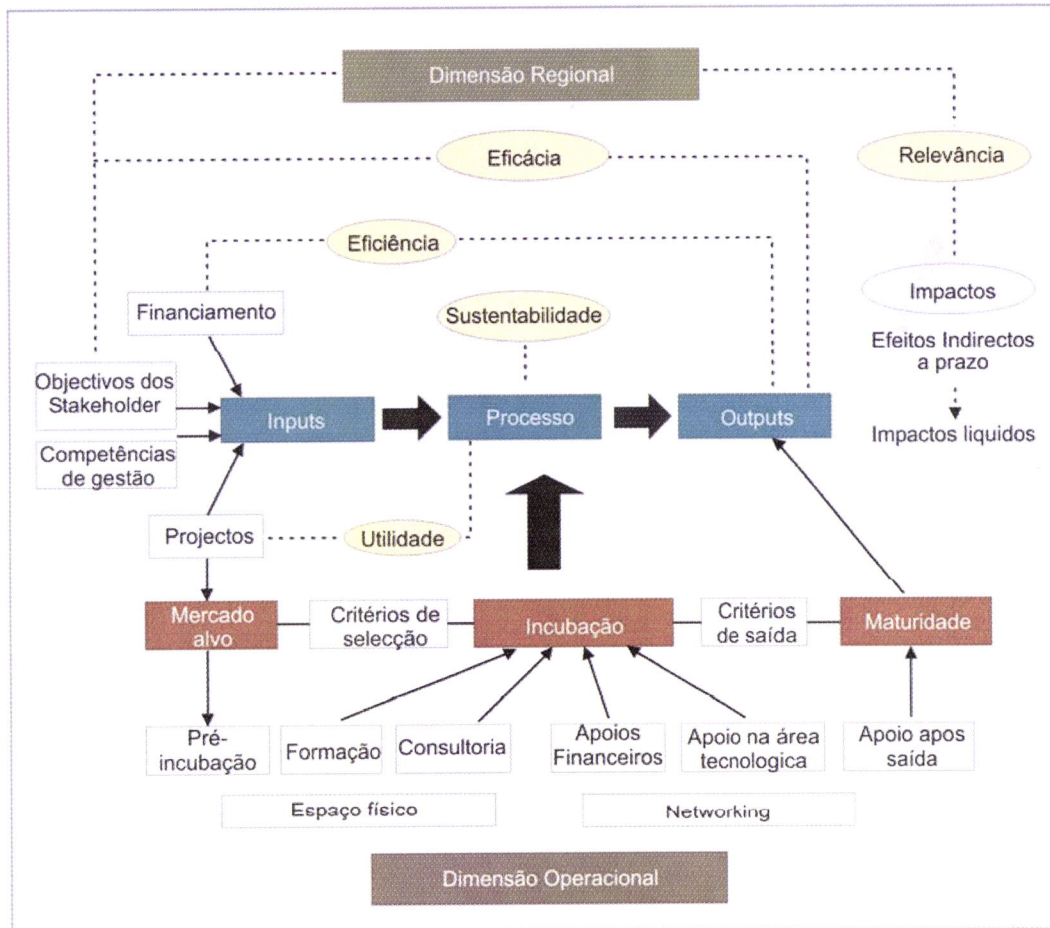 Dimensão Regional
Eficácia
Relevância
Eficiência
Impactos
Financiamento
Sustentabilidade
Efeitos Indirectos
a prazo
Objectivos dos
Stakeholder
Inputs
Processo
Outputs
Impactos liquidos
Competências
de gestão
Projectos
Utilidade
Mercado
alvo
Critérios de
selecção
Incubação
Critérios
de saída
Maturidade
Pré-
incubação
Formação
Consultoria
Apoios
Financeiros
Apoio na área
tecnologica
Apoio apos
saída
Espaço físico
Networking
Dimensão Operacional